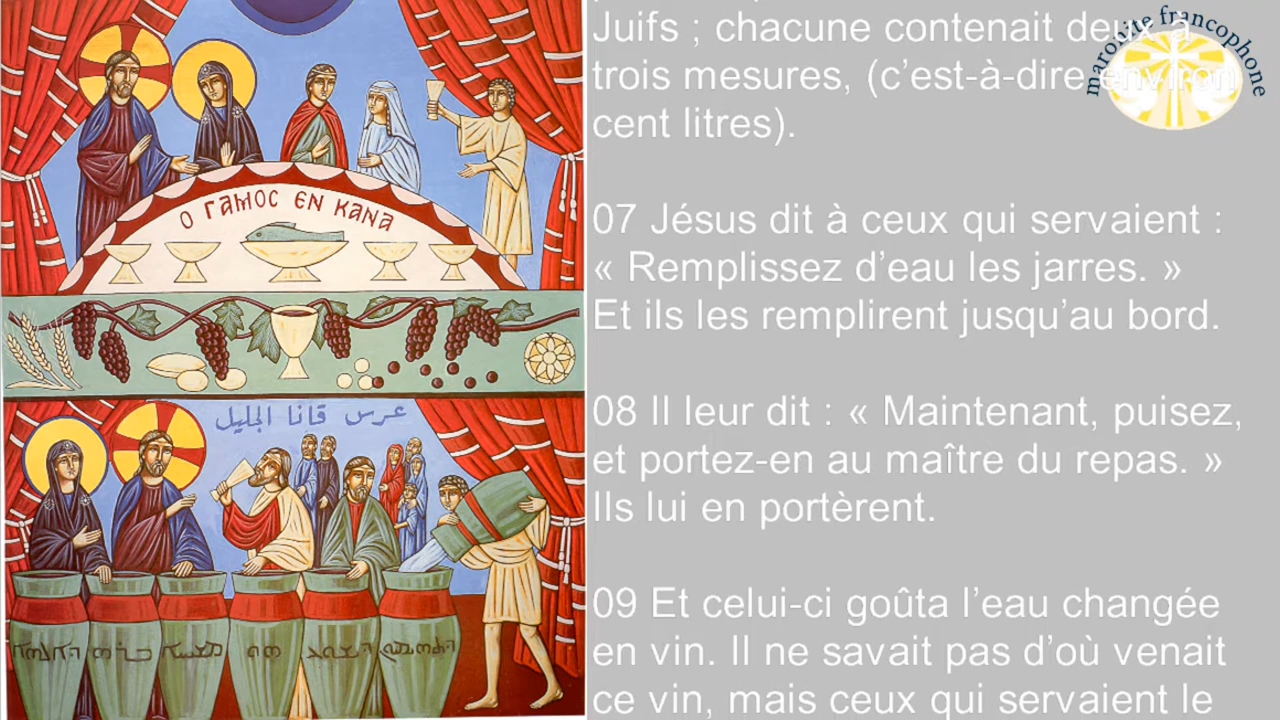 Ο ΓΑΜΟС ЄΝ ΚΑΝΑ
عرس قانا الجليل
Juifs ; chacune contenait deux à
trois mesures, (c’est-à-dire environ
cent litres).
07 Jésus dit à ceux qui servaient :
« Remplissez d’eau les jarres. »
Et ils les remplirent jusqu’au bord.
08 Il leur dit : « Maintenant, puisez,
et portez-en au maître du repas. »
Ils lui en portèrent.
09 Et celui-ci goûta l’eau changée
en vin. Il ne savait pas d’où venait
ce vin, mais ceux qui servaient le
maronite francophone